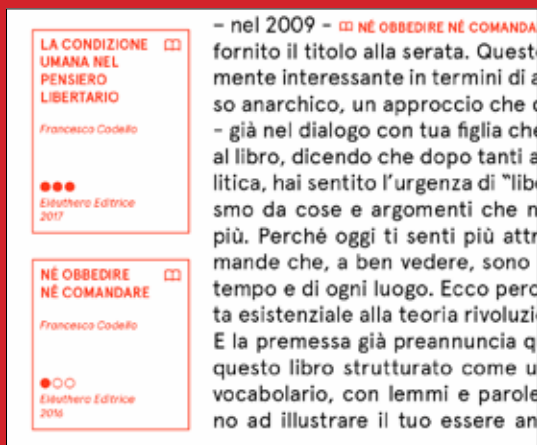 LA CONDIZIONE
UMANA NEL
PENSIERO
LIBERTARIO
Francesco Codello
Elèuthera Editrice
2017
NÉ OBBEDIRE
NÉ COMANDARE
Francesco Codello
Elèuthera Editrice
2016
– nel 2009 – NÉ OBBEDIRE NÉ COMANDA
fornito il titolo alla serata. Quest
mente interessante in termini di a
so anarchico, un approccio che
- già nel dialogo con tua figlia che
al libro, dicendo che dopo tanti a
litica, hai sentito l'urgenza di "lib
smo da cose e argomenti che n
più. Perché oggi ti senti più attr
mande che, a ben vedere, sono
tempo e di ogni luogo. Ecco perc
ta esistenziale alla teoria rivoluzi
E la premessa già preannuncia q
questo libro strutturato come u
vocabolario, con lemmi e parole
no ad illustrare il tuo essere an